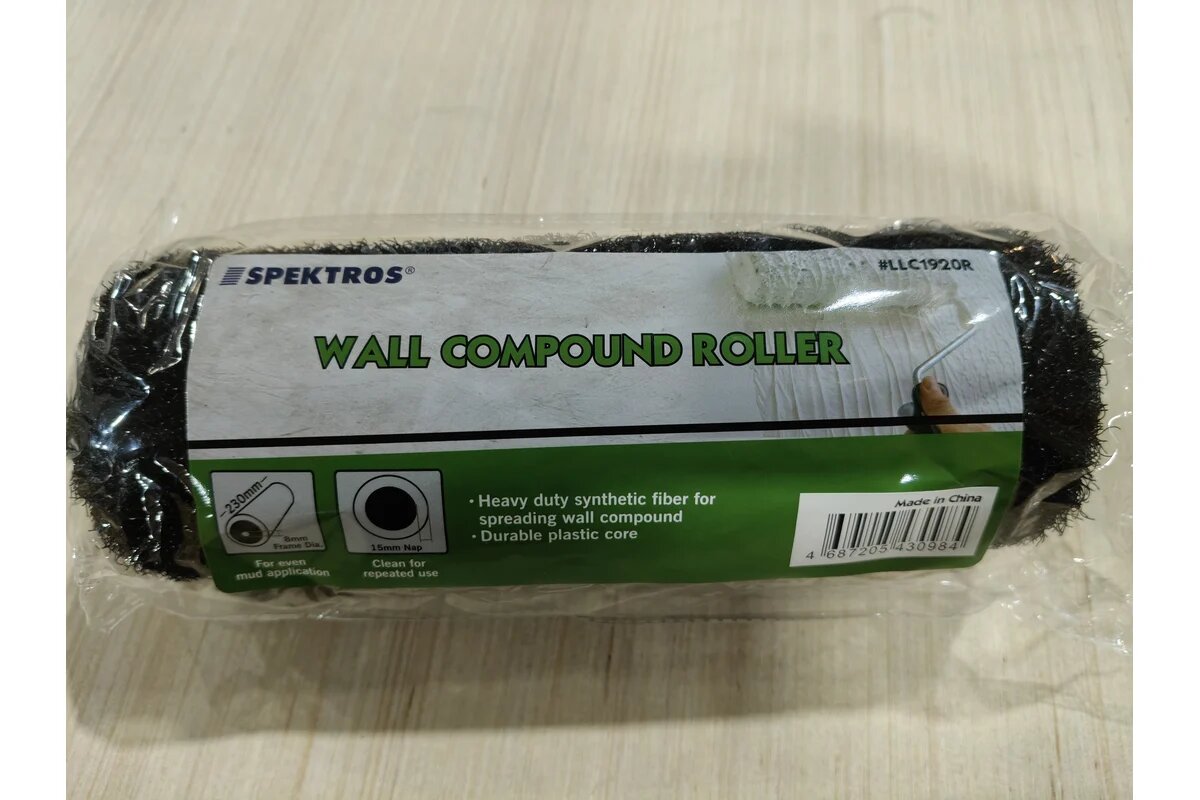 SPEKTROS®
#LLC1920R
WALL COMPOUND ROLLER
230mm
8mm
Frame Dia.
For even
mud application
15mm Nap
Clean for
repeated use
· Heavy duty synthetic fiber for
spreading wall compound
· Durable plastic core
Made in China
4 687205 430984